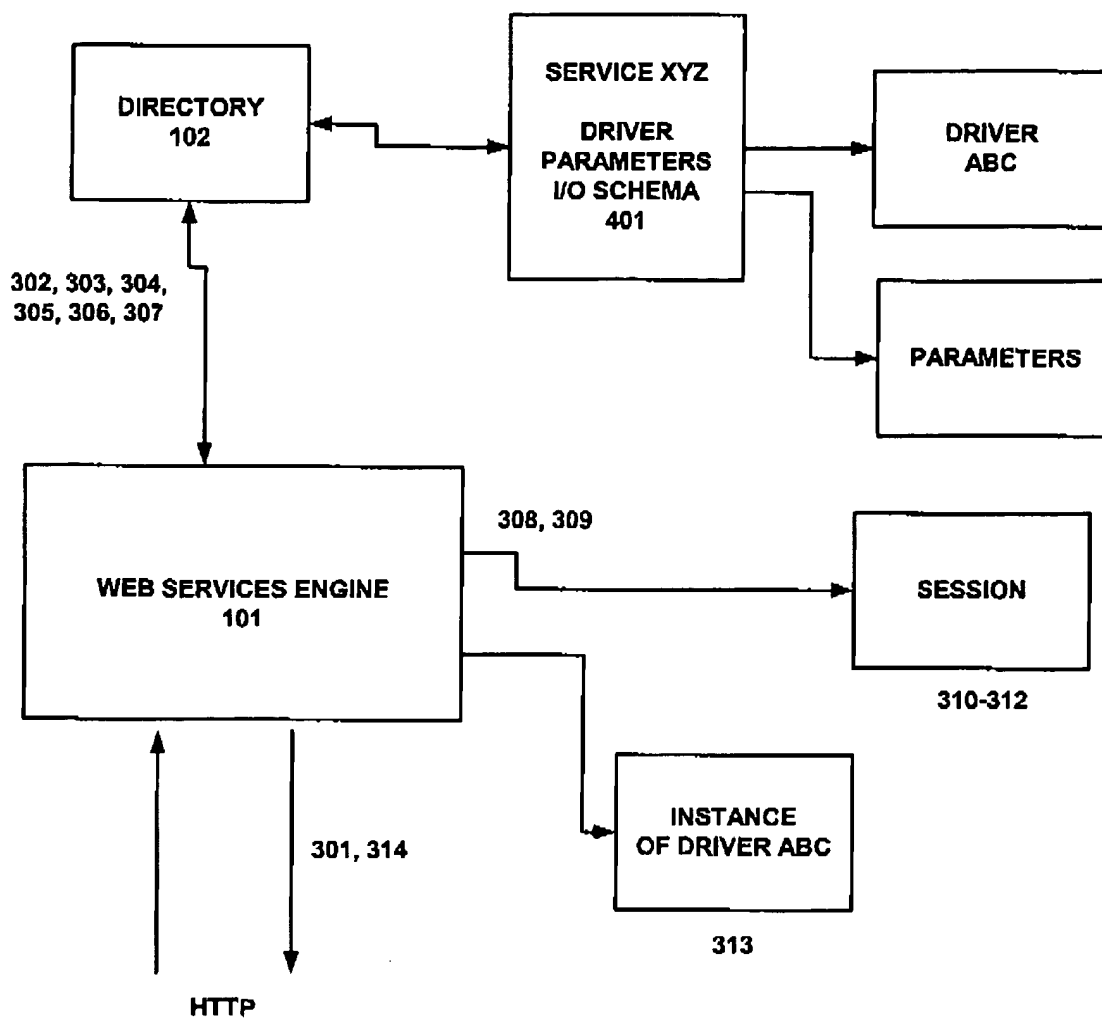 DIRECTORY
102
SERVICE XYZ
DRIVER
PARAMETERS
I/O SCHEMA
401
DRIVER
ABC
PARAMETERS
302, 303, 304,
305, 306, 307
WEB SERVICES ENGINE
101
308, 309
SESSION
310-312
INSTANCE
OF DRIVER ABC
313
301, 314
HTTP